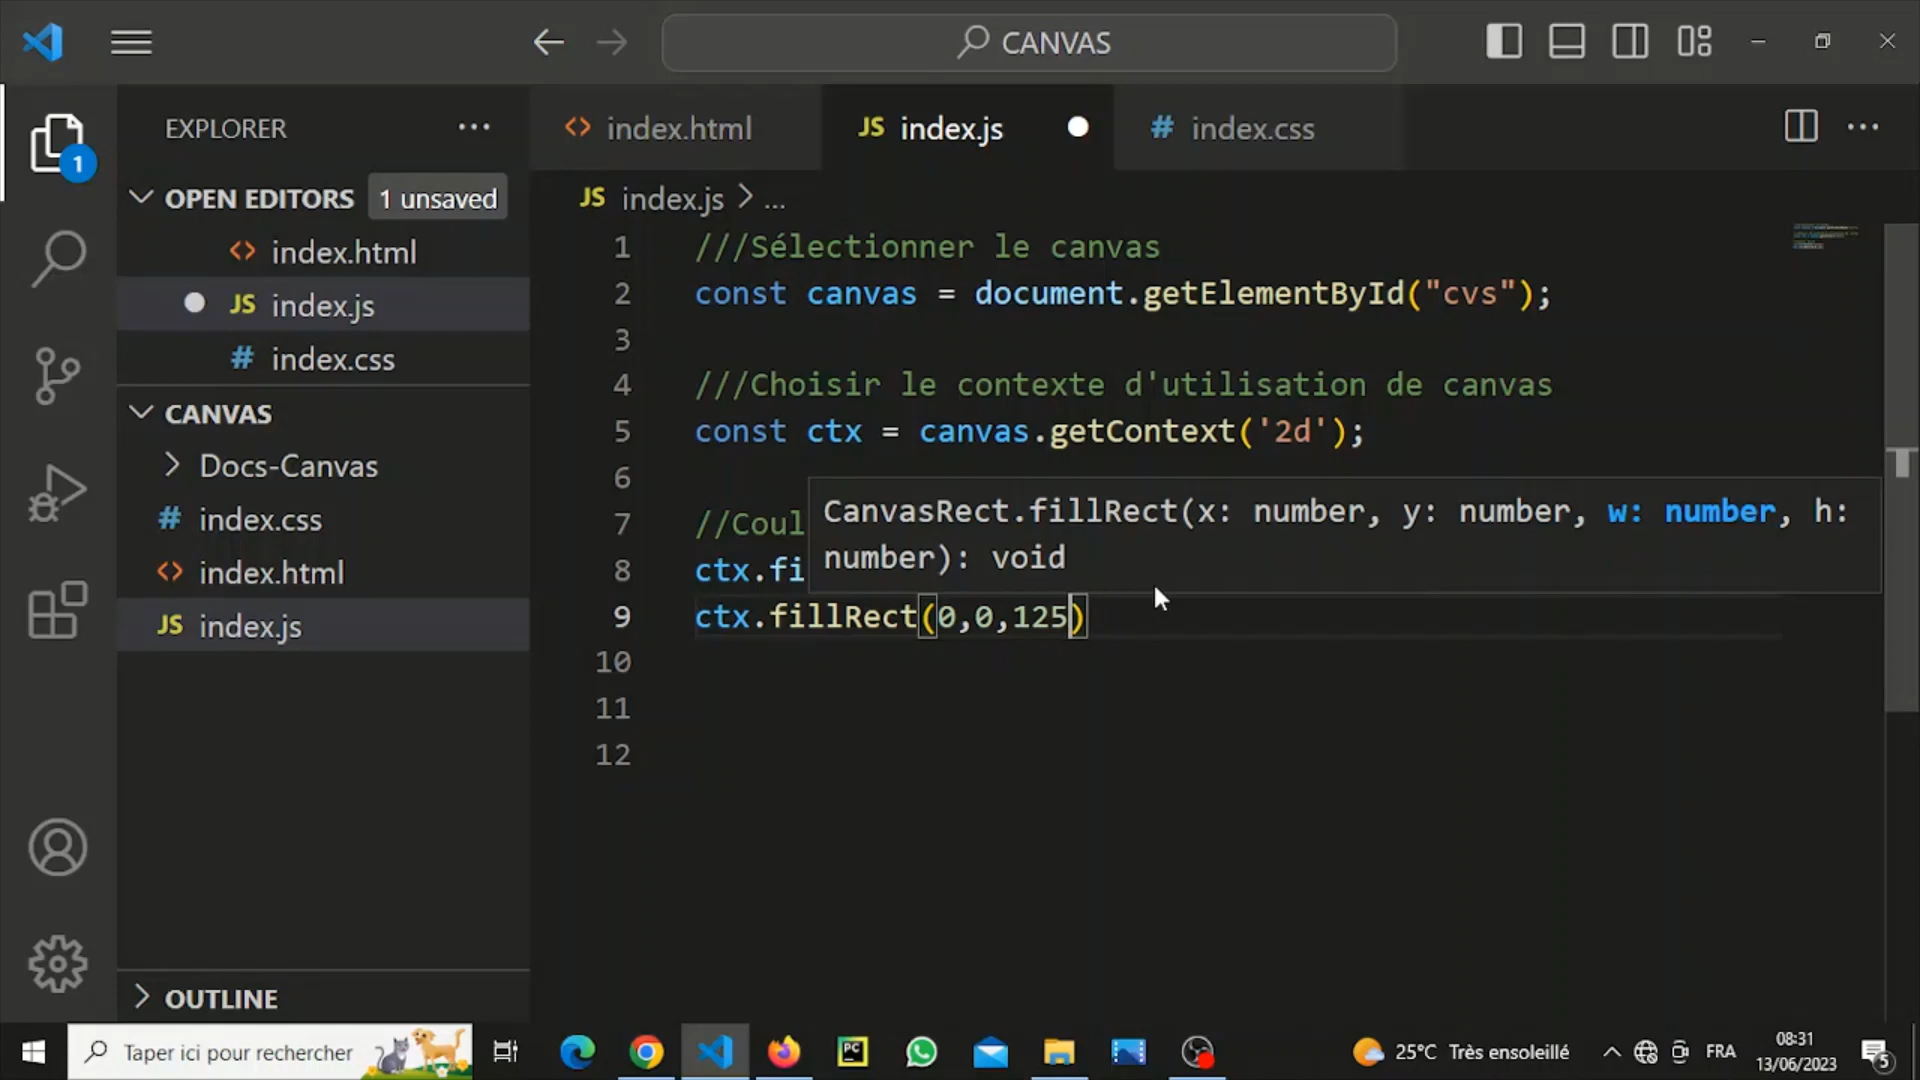 CANVAS
EXPLORER
index.html
JS index.js
# index.css
1
OPEN EDITORS 1 unsaved
index.html
JS index.js
# index.css
CANVAS
Docs-Canvas
# index.css
index.html
JS index.js
OUTLINE
JS index.js > ...
1 ///Sélectionner le canvas
2 const canvas = document.getElementById("cvs");
3
4 ///Choisir le contexte d'utilisation de canvas
5 const ctx = canvas.getContext('2d');
6
CanvasRect.fillRect(x: number, y: number, w: number, h:
number): void
7 //Coul
8 ctx.fi
9 ctx.fillRect(0,0,125)
10
11
12
Taper ici pour rechercher
PC
25°C Très ensoleillé
FRA
08:31
13/06/2023
5